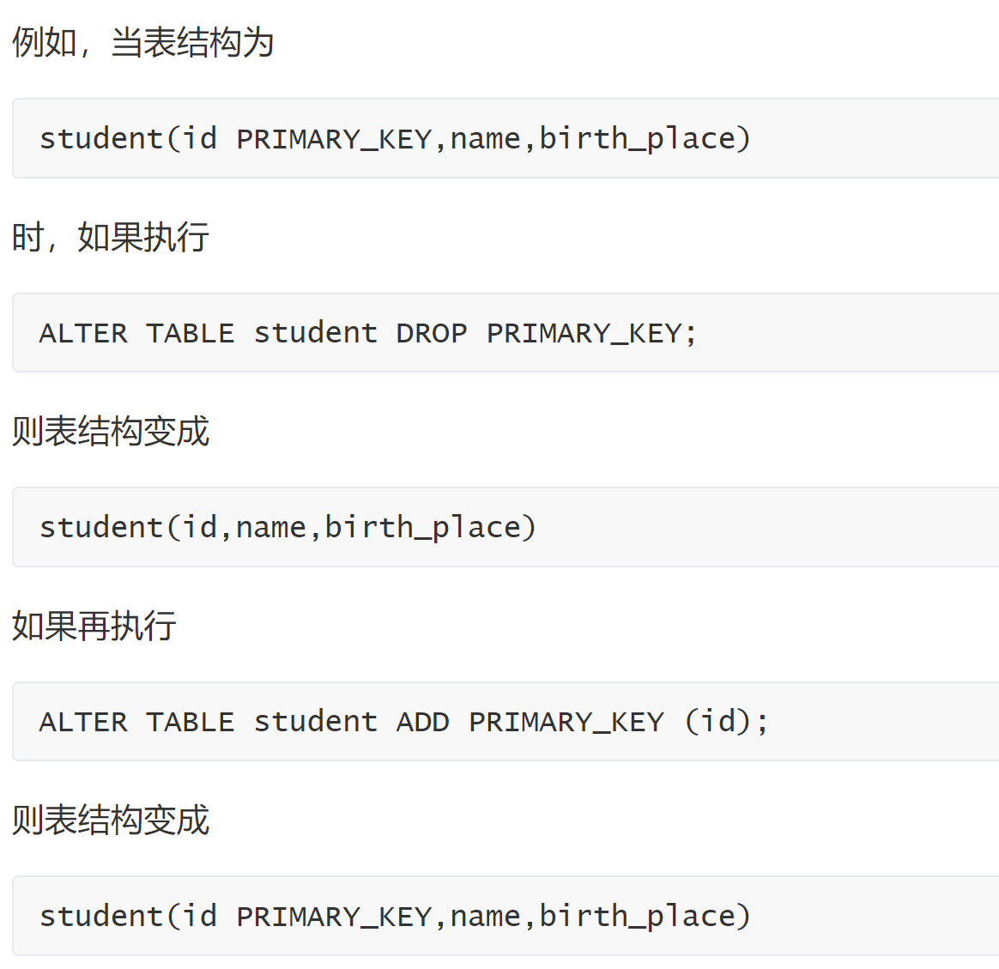 例如，当表结构为
student(id PRIMARY_KEY,name,birth_place)
时，如果执行
ALTER TABLE student DROP PRIMARY_KEY;
则表结构变成
student(id,name,birth_place)
如果再执行
ALTER TABLE student ADD PRIMARY_KEY (id);
则表结构变成
student(id PRIMARY_KEY,name,birth_place)